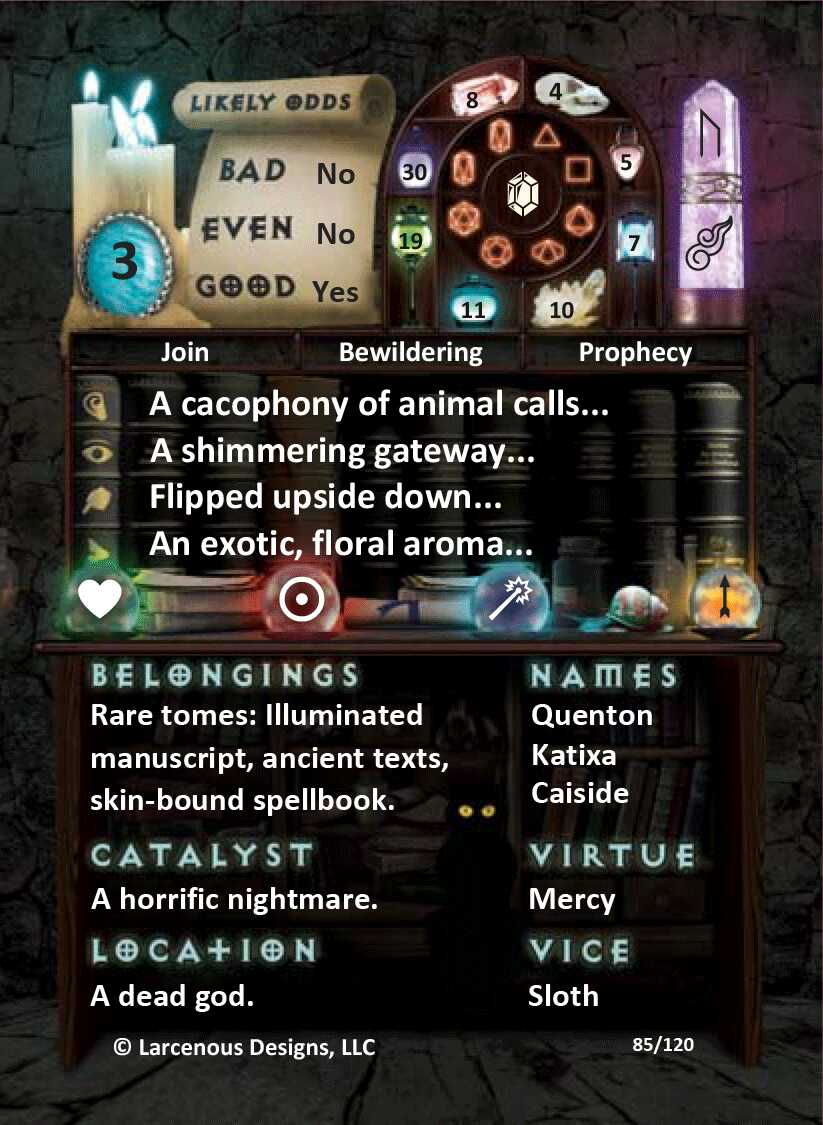 LIKELY ODDS
BAD No
EVEN No
GOOD Yes
3
8
4
30
5
19
7
11
10
Join Bewildering Prophecy
A cacophony of animal calls...
A shimmering gateway...
Flipped upside down...
An exotic, floral aroma...
BELONGINGS
Rare tomes: Illuminated
manuscript, ancient texts,
skin-bound spellbook.
NAMES
Quenton
Katixa
Caiside
CATALYST
A horrific nightmare.
VIRTUE
Mercy
LOCATION
A dead god.
VICE
Sloth
© Larcenous Designs, LLC
85/120